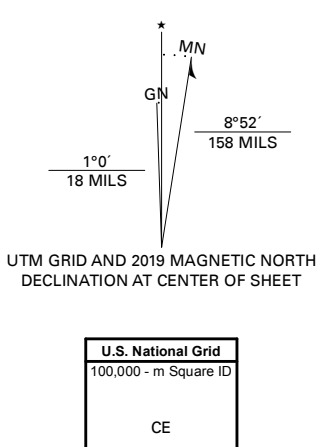 ★
MN
GN
8°52´
158 MILS
1°0´
18 MILS
UTM GRID AND 2019 MAGNETIC NORTH
DECLINATION AT CENTER OF SHEET
U.S. National Grid
100,000 - m Square ID
CE